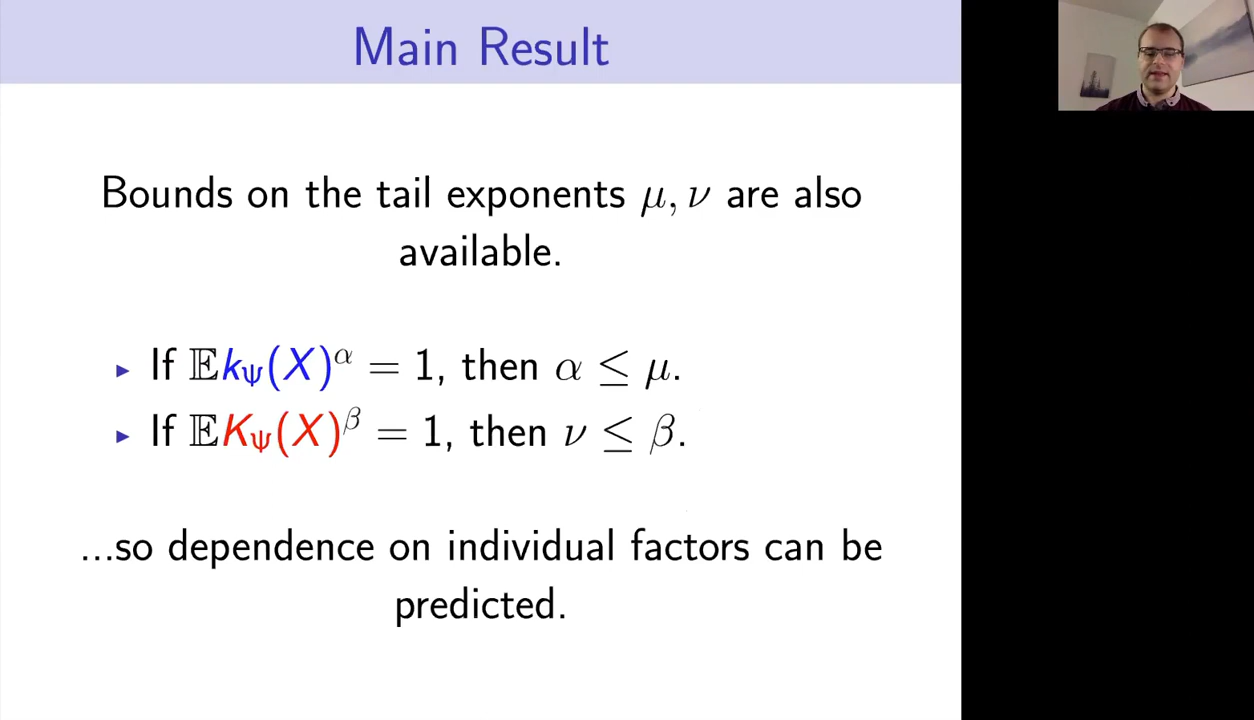 Main Result
Bounds on the tail exponents μ, ν are also
available.
▸ If 𝔼k_Ψ(X)^α = 1, then α ≤ μ.
▸ If 𝔼K_Ψ(X)^β = 1, then ν ≤ β.
...so dependence on individual factors can be
predicted.